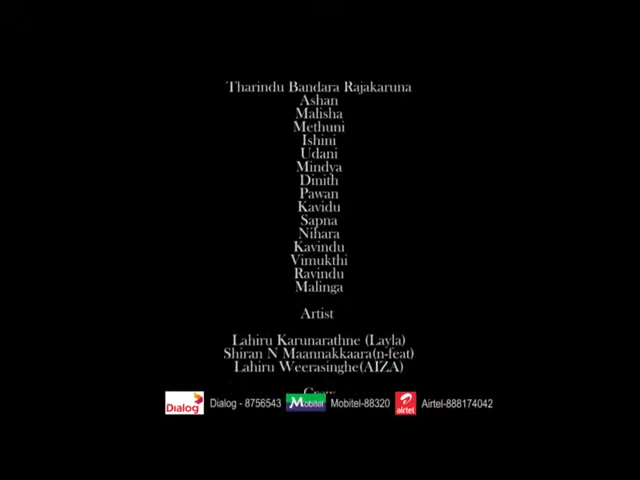 Tharindu Bandara Rajakaruna
Ashan
Malisha
Methuni
Ishini
Udani
Mindya
Dinith
Pawan
Kavidu
Sapna
Nihara
Kavindu
Vimukthi
Ravindu
Malinga
Artist
Lahiru Karunarathne (Layla)
Shiran N Maannakkaara(n-feat)
Lahiru Weerasinghe(AIZA)
Dialog Dialog - 8756543 Mobitel Mobitel-88320 airtel Airtel-888174042